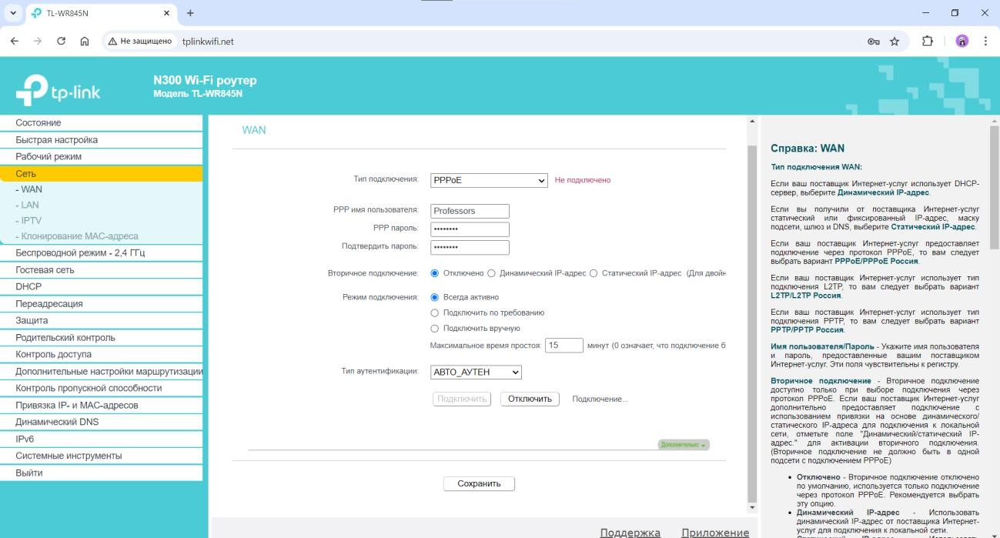 TL-WR845N
Не защищено
tplinkwifi.net
tp-link
N300 Wi-Fi роутер
Модель TL-WR845N
Состояние
Быстрая настройка
Рабочий режим
Сеть
- WAN
- LAN
- IPTV
- Клонирование MAC-адреса
Беспроводной режим - 2,4 ГГц
Гостевая сеть
DHCP
Переадресация
Защита
Родительский контроль
Контроль доступа
Дополнительные настройки маршрутизации
Контроль пропускной способности
Привязка IP- и MAC-адресов
Динамический DNS
IPv6
Системные инструменты
Выйти
WAN
Тип подключения: PPPoE Не подключено
PPP имя пользователя: Professors
PPP пароль: ••••••••
Подтвердить пароль: ••••••••
Вторичное подключение: Отключено Динамический IP-адрес Статический IP-адрес (Для двойн
Режим подключения: Всегда активно
Подключить по требованию
Подключить вручную
Максимальное время простоя: 15 минут (0 означает, что подключение б
Тип аутентификации: АВТО_АУТЕН
Подключить Отключить Подключение...
Дополнительно
Сохранить
Поддержка Приложение
Справка: WAN
Тип подключения WAN:
Если ваш поставщик Интернет-услуг использует DHCP-
сервер, выберите Динамический IP-адрес.
Если вы получили от поставщика Интернет-услуг
статический или фиксированный IP-адрес, маску
подсети, шлюз и DNS, выберите Статический IP-адрес.
Если ваш поставщик Интернет-услуг предоставляет
подключение через протокол PPPoE, то вам следует
выбрать вариант PPPoE/PPPoE Россия.
Если ваш поставщик Интернет-услуг использует тип
подключения L2TP, то вам следует выбрать вариант
L2TP/L2TP Россия.
Если ваш поставщик Интернет-услуг использует тип
подключения PPTP, то вам следует выбрать вариант
PPTP/PPTP Россия.
Имя пользователя/Пароль - Укажите имя пользователя
и пароль, предоставленные вашим поставщиком
Интернет-услуг. Эти поля чувствительны к регистру.
Вторичное подключение - Вторичное подключение
доступно только при выборе подключения через
протокол PPPoE. Если ваш поставщик Интернет-услуг
дополнительно предоставляет подключение с
использованием привязки на основе динамического/
статического IP-адреса для подключения к локальной
сети, отметьте поле "Динамический/статический IP-
адрес." для активации вторичного подключения.
(Вторичное подключение не должно быть в одной
подсети с подключением PPPoE)
• Отключено - Вторичное подключение отключено
по умолчанию, используется только подключение
через протокол PPPoE. Рекомендуется выбрать
эту опцию.
• Динамический IP-адрес - Использовать
динамический IP-адрес от поставщика Интернет-
услуг для подключения к локальной сети.
• Статический IP-адрес - Использовать